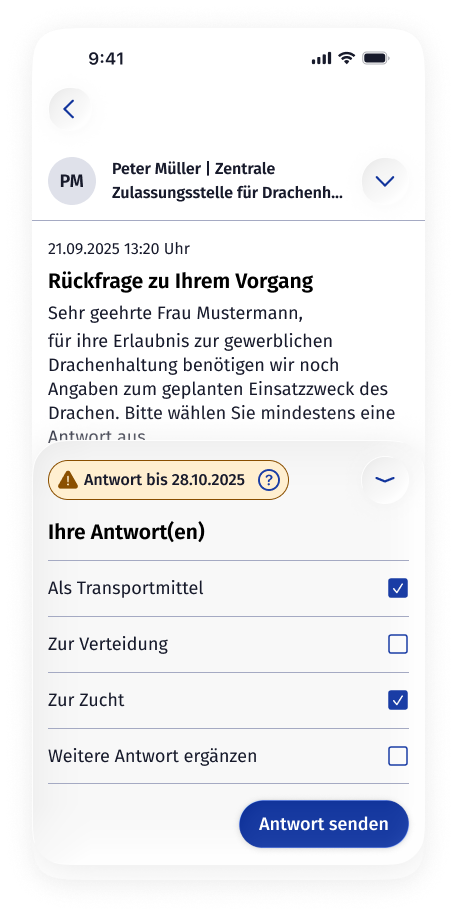 9:41
PM
Peter Müller | Zentrale
Zulassungsstelle für Drachenh...
21.09.2025 13:20 Uhr
Rückfrage zu Ihrem Vorgang
Sehr geehrte Frau Mustermann,
für ihre Erlaubnis zur gewerblichen
Drachenhaltung benötigen wir noch
Angaben zum geplanten Einsatzzweck des
Drachen. Bitte wählen Sie mindestens eine
Antwort aus
Antwort bis 28.10.2025 ?
Ihre Antwort(en)
Als Transportmittel
Zur Verteidung
Zur Zucht
Weitere Antwort ergänzen
Antwort senden